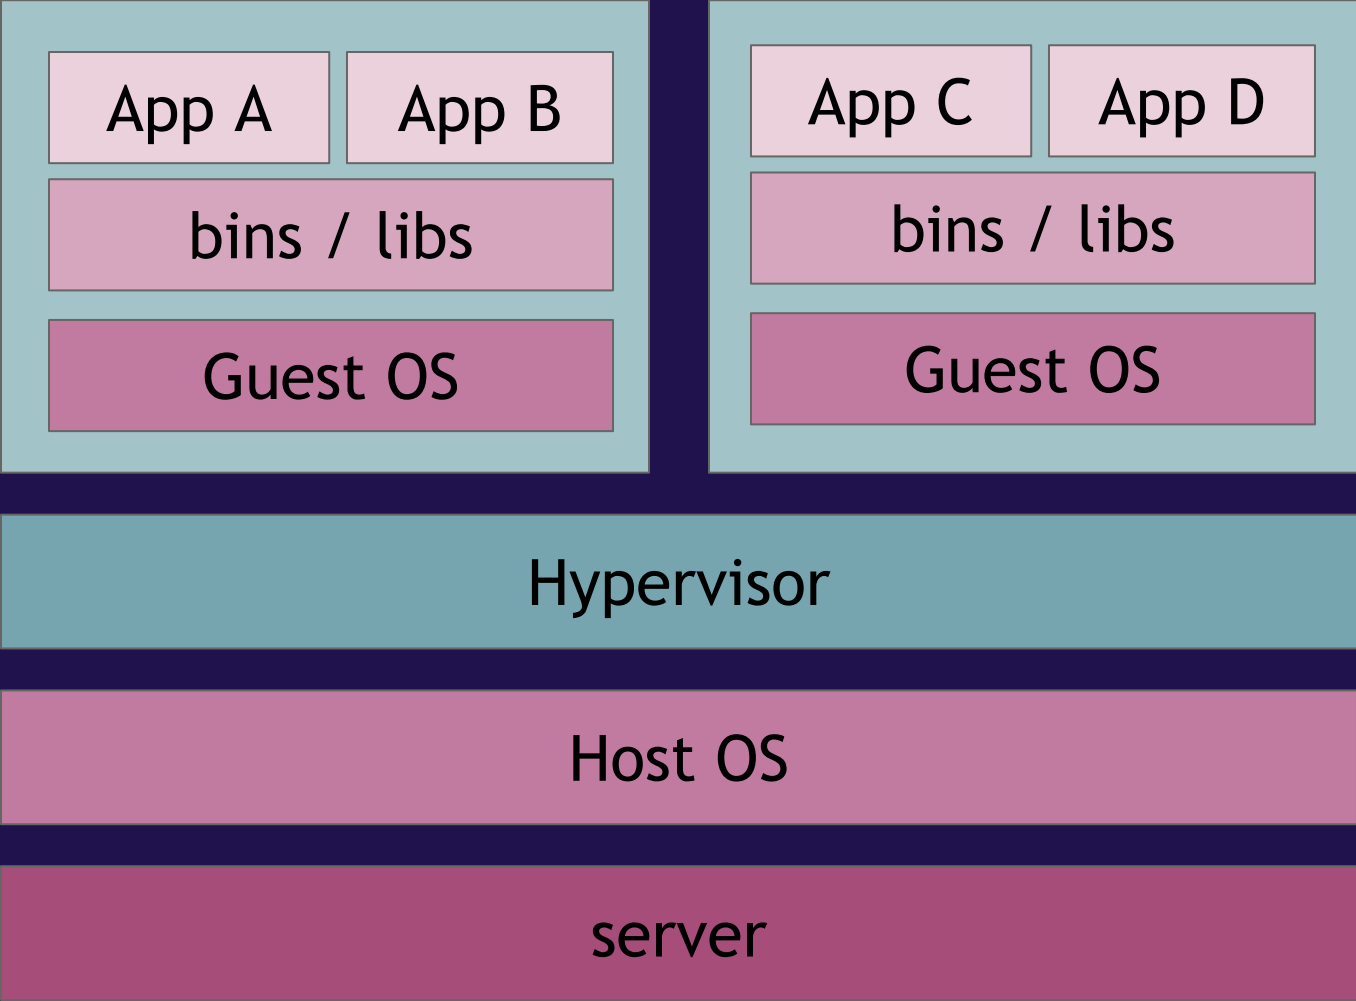 App A
App B
bins / libs
Guest OS
App C
App D
bins / libs
Guest OS
Hypervisor
Host OS
server